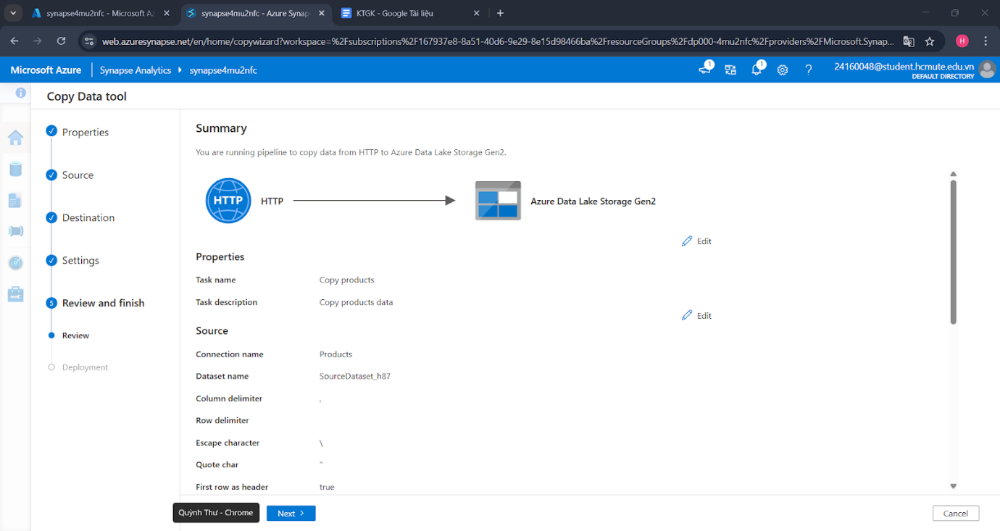 synapse4mu2nfc - Microsoft Az
synapse4mu2nfc - Azure Synap
KTGK - Google Tài liệu
web.azuresynapse.net/en/home/copywizard?workspace=%2Fsubscriptions%2F167937e8-8a51-40d6-9e29-8e15d98466ba%2FresourceGroups%2Fdp000-4mu2nfc%2Fproviders%2FMicrosoft.Synap...
H
Microsoft Azure
Synapse Analytics
synapse4mu2nfc
1
1
?
24160048@student.hcmute.edu.vn
DEFAULT DIRECTORY
Copy Data tool
Properties
Source
Destination
Settings
5
Review and finish
Review
Deployment
Summary
You are running pipeline to copy data from HTTP to Azure Data Lake Storage Gen2.
HTTP
HTTP
Azure Data Lake Storage Gen2
Edit
Properties
Task name Copy products
Task description Copy products data
Edit
Source
Connection name Products
Dataset name SourceDataset_h87
Column delimiter ,
Row delimiter
Escape character \
Quote char "
First row as header true
Quỳnh Thư - Chrome
Next
Cancel